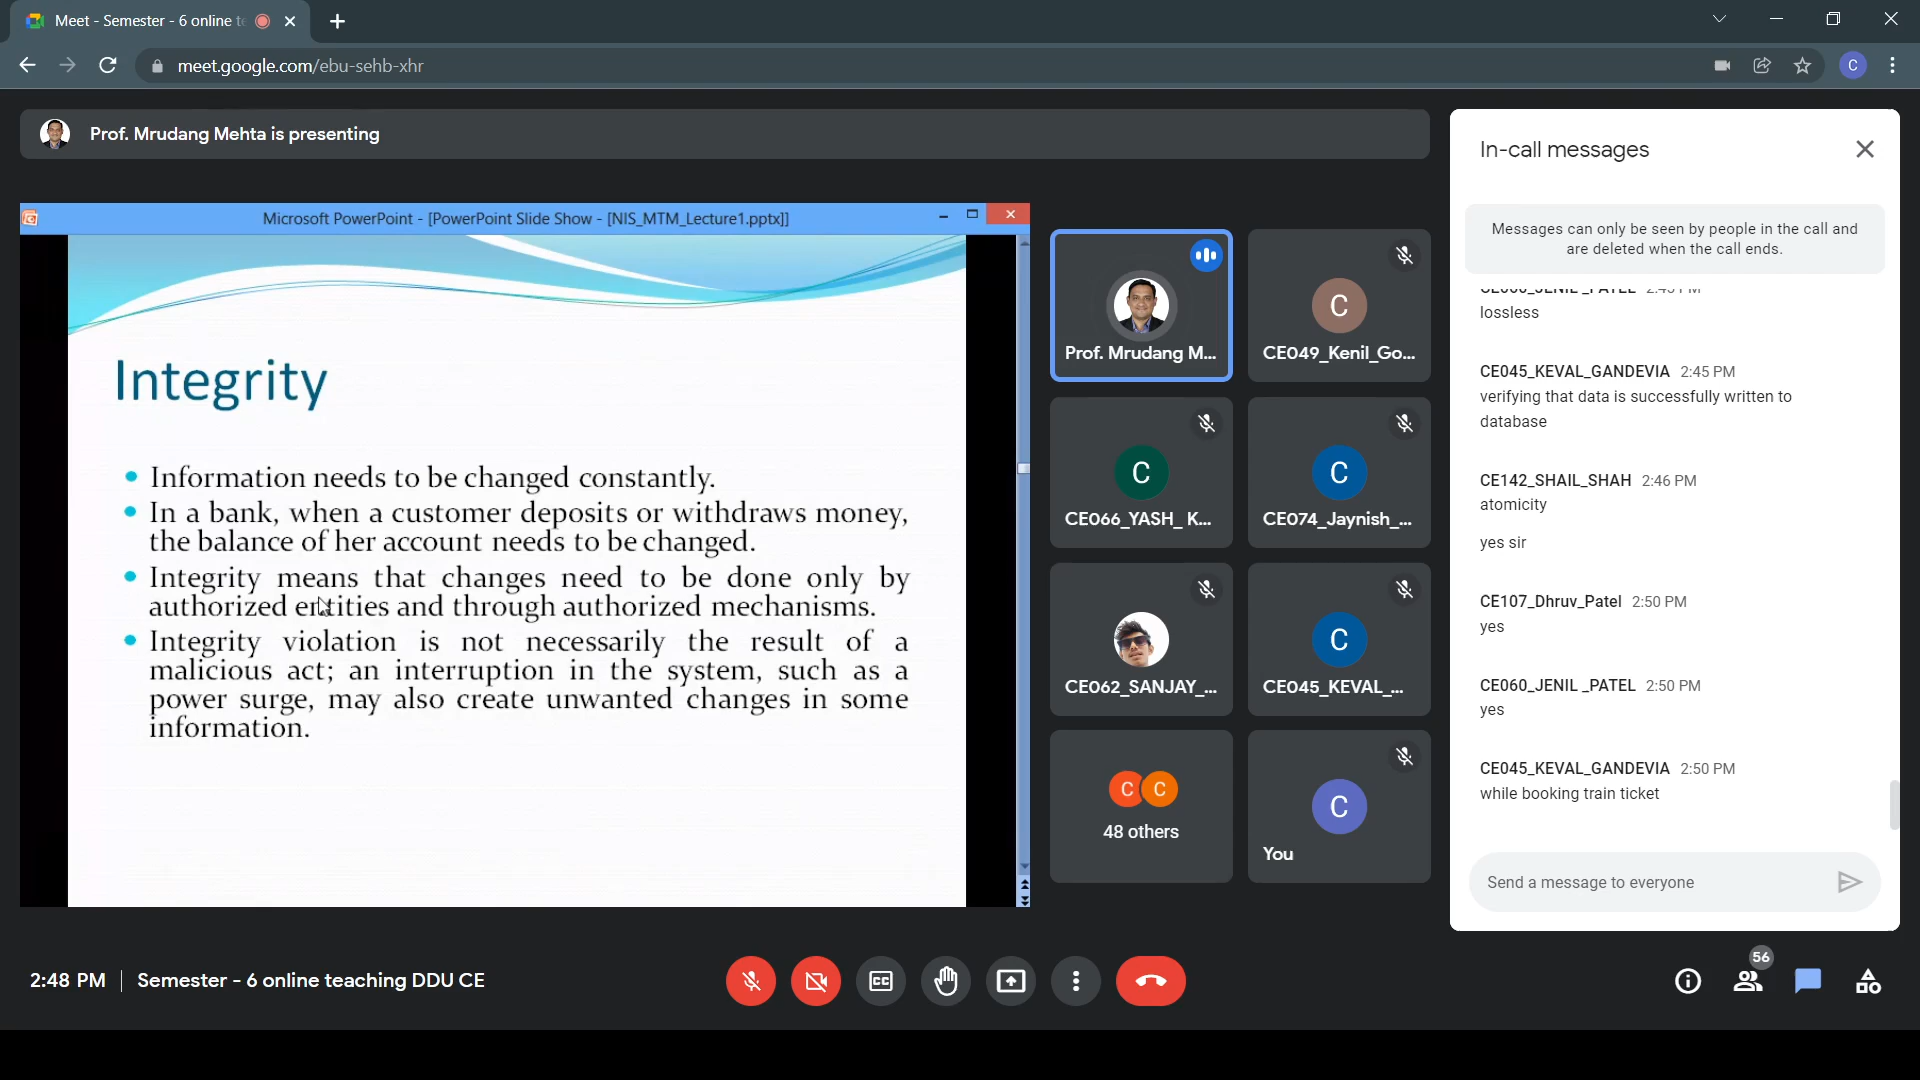 Meet - Semester - 6 online te
meet.google.com/ebu-sehb-xhr
C
Prof. Mrudang Mehta is presenting
Microsoft PowerPoint - [PowerPoint Slide Show - [NIS_MTM_Lecture1.pptx]]
Integrity
• Information needs to be changed constantly.
• In a bank, when a customer deposits or withdraws money,
the balance of her account needs to be changed.
• Integrity means that changes need to be done only by
authorized entities and through authorized mechanisms.
• Integrity violation is not necessarily the result of a
malicious act; an interruption in the system, such as a
power surge, may also create unwanted changes in some
information.
Prof. Mrudang M...
C
CE049_Kenil_Go...
C
CE066_YASH_ K...
C
CE074_Jaynish_...
CE062_SANJAY_...
C
CE045_KEVAL_...
C C
48 others
C
You
In-call messages
Messages can only be seen by people in the call and
are deleted when the call ends.
CE060_JENIL _PATEL 2:45 PM
lossless
CE045_KEVAL_GANDEVIA 2:45 PM
verifying that data is successfully written to
database
CE142_SHAIL_SHAH 2:46 PM
atomicity
yes sir
CE107_Dhruv_Patel 2:50 PM
yes
CE060_JENIL _PATEL 2:50 PM
yes
CE045_KEVAL_GANDEVIA 2:50 PM
while booking train ticket
Send a message to everyone
2:48 PM | Semester - 6 online teaching DDU CE
CC
56